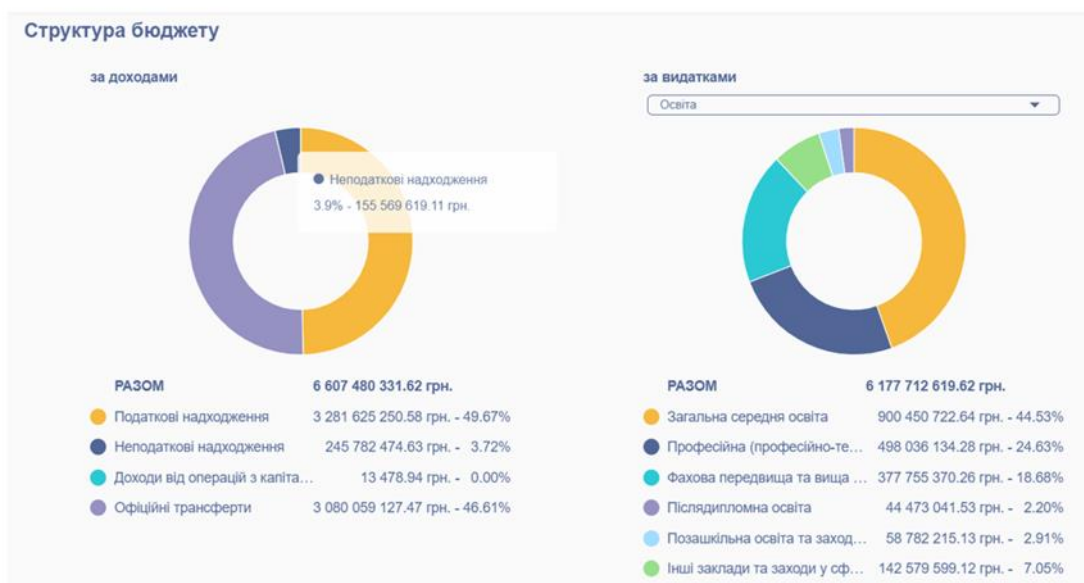 Структура бюджету
за доходами
Неподаткові надходження
3.9% - 155 569 619.11 грн.
РАЗОМ 6 607 480 331.62 грн.
Податкові надходження 3 281 625 250.58 грн. - 49.67%
Неподаткові надходження 245 782 474.63 грн. - 3.72%
Доходи від операцій з капіта... 13 478.94 грн. - 0.00%
Офіційні трансферти 3 080 059 127.47 грн. - 46.61%
за видатками
Освіта
РАЗОМ 6 177 712 619.62 грн.
Загальна середня освіта 900 450 722.64 грн. - 44.53%
Професійна (професійно-те... 498 036 134.28 грн. - 24.63%
Фахова передвища та вища ... 377 755 370.26 грн. - 18.68%
Післядипломна освіта 44 473 041.53 грн. - 2.20%
Позашкільна освіта та заход... 58 782 215.13 грн. - 2.91%
Інші заклади та заходи у сф... 142 579 599.12 грн. - 7.05%